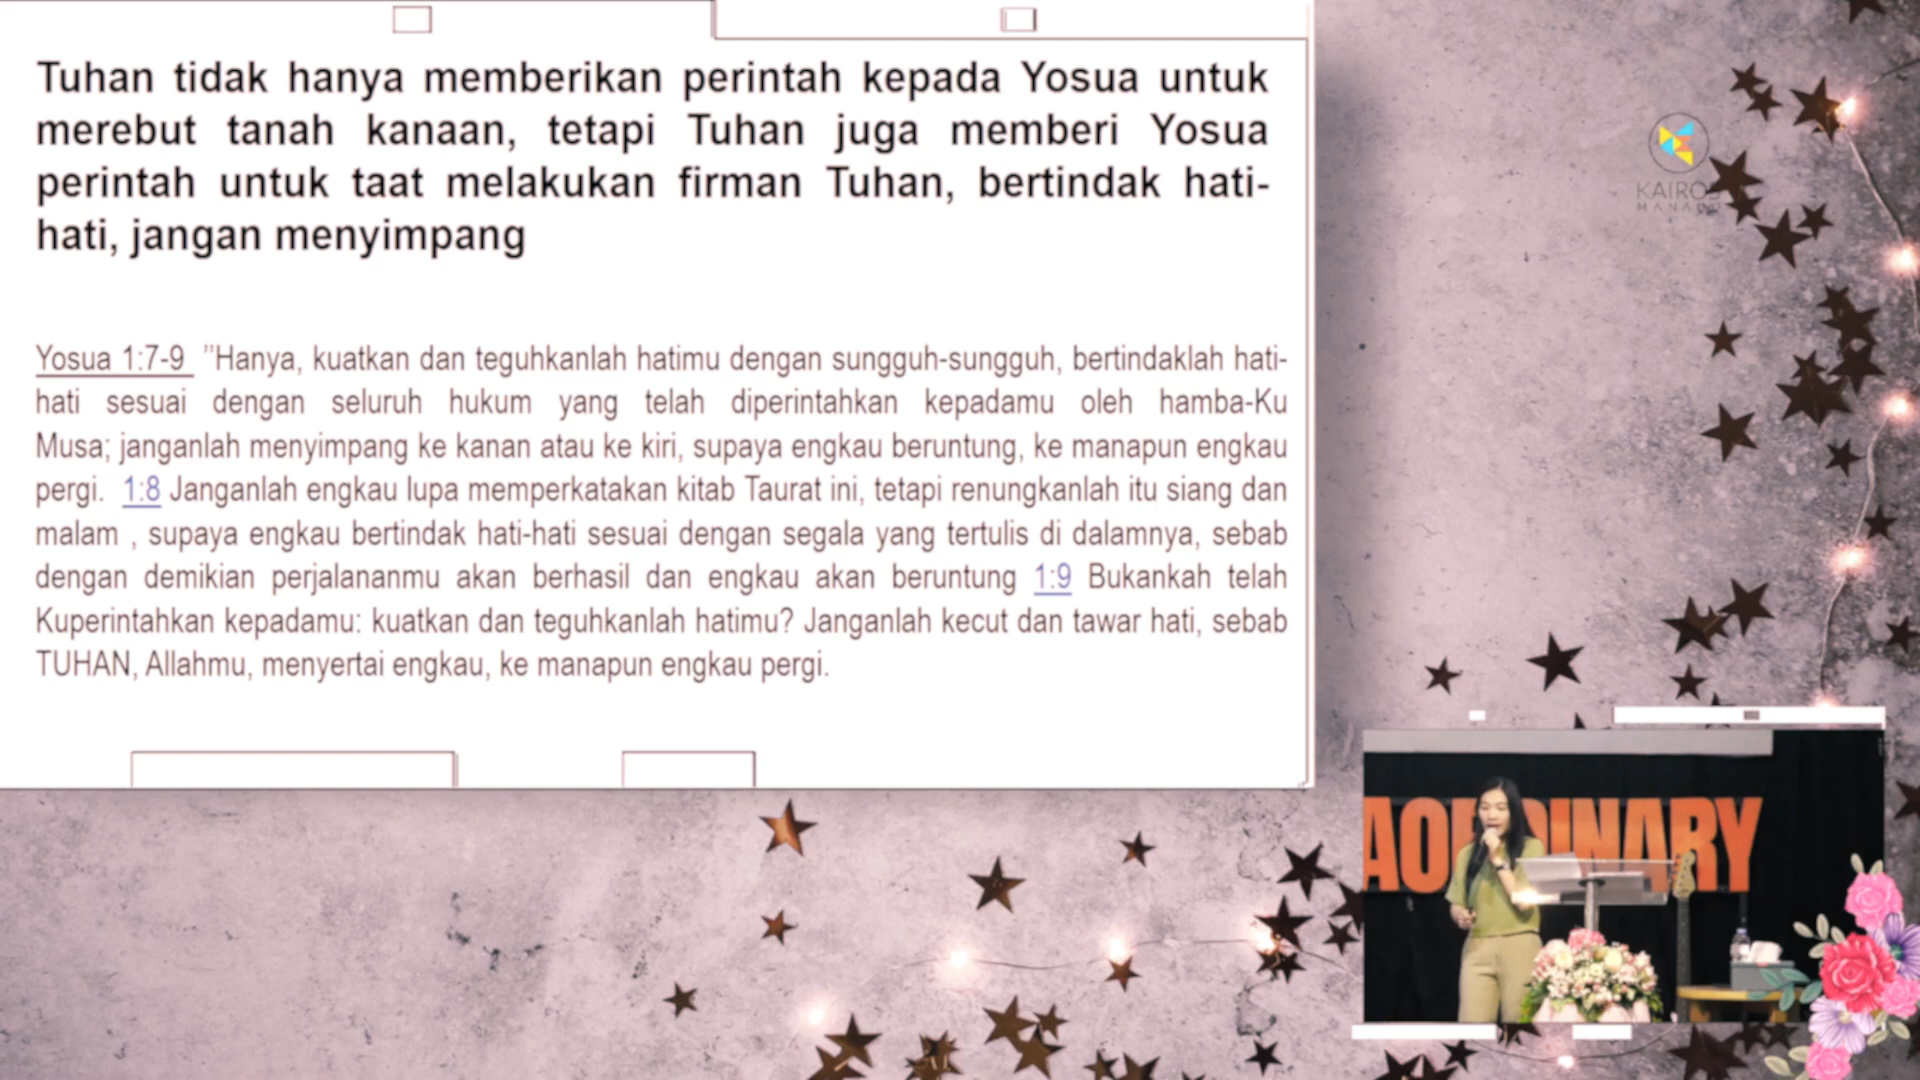 Tuhan tidak hanya memberikan perintah kepada Yosua untuk
merebut tanah kanaan, tetapi Tuhan juga memberi Yosua
perintah untuk taat melakukan firman Tuhan, bertindak hati-
hati, jangan menyimpang
Yosua 1:7-9 "Hanya, kuatkan dan teguhkanlah hatimu dengan sungguh-sungguh, bertindaklah hati-
hati sesuai dengan seluruh hukum yang telah diperintahkan kepadamu oleh hamba-Ku
Musa; janganlah menyimpang ke kanan atau ke kiri, supaya engkau beruntung, ke manapun engkau
pergi. 1:8 Janganlah engkau lupa memperkatakan kitab Taurat ini, tetapi renungkanlah itu siang dan
malam , supaya engkau bertindak hati-hati sesuai dengan segala yang tertulis di dalamnya, sebab
dengan demikian perjalananmu akan berhasil dan engkau akan beruntung 1:9 Bukankah telah
Kuperintahkan kepadamu: kuatkan dan teguhkanlah hatimu? Janganlah kecut dan tawar hati, sebab
TUHAN, Allahmu, menyertai engkau, ke manapun engkau pergi.
KAIROS
MANADO
AORDINARY